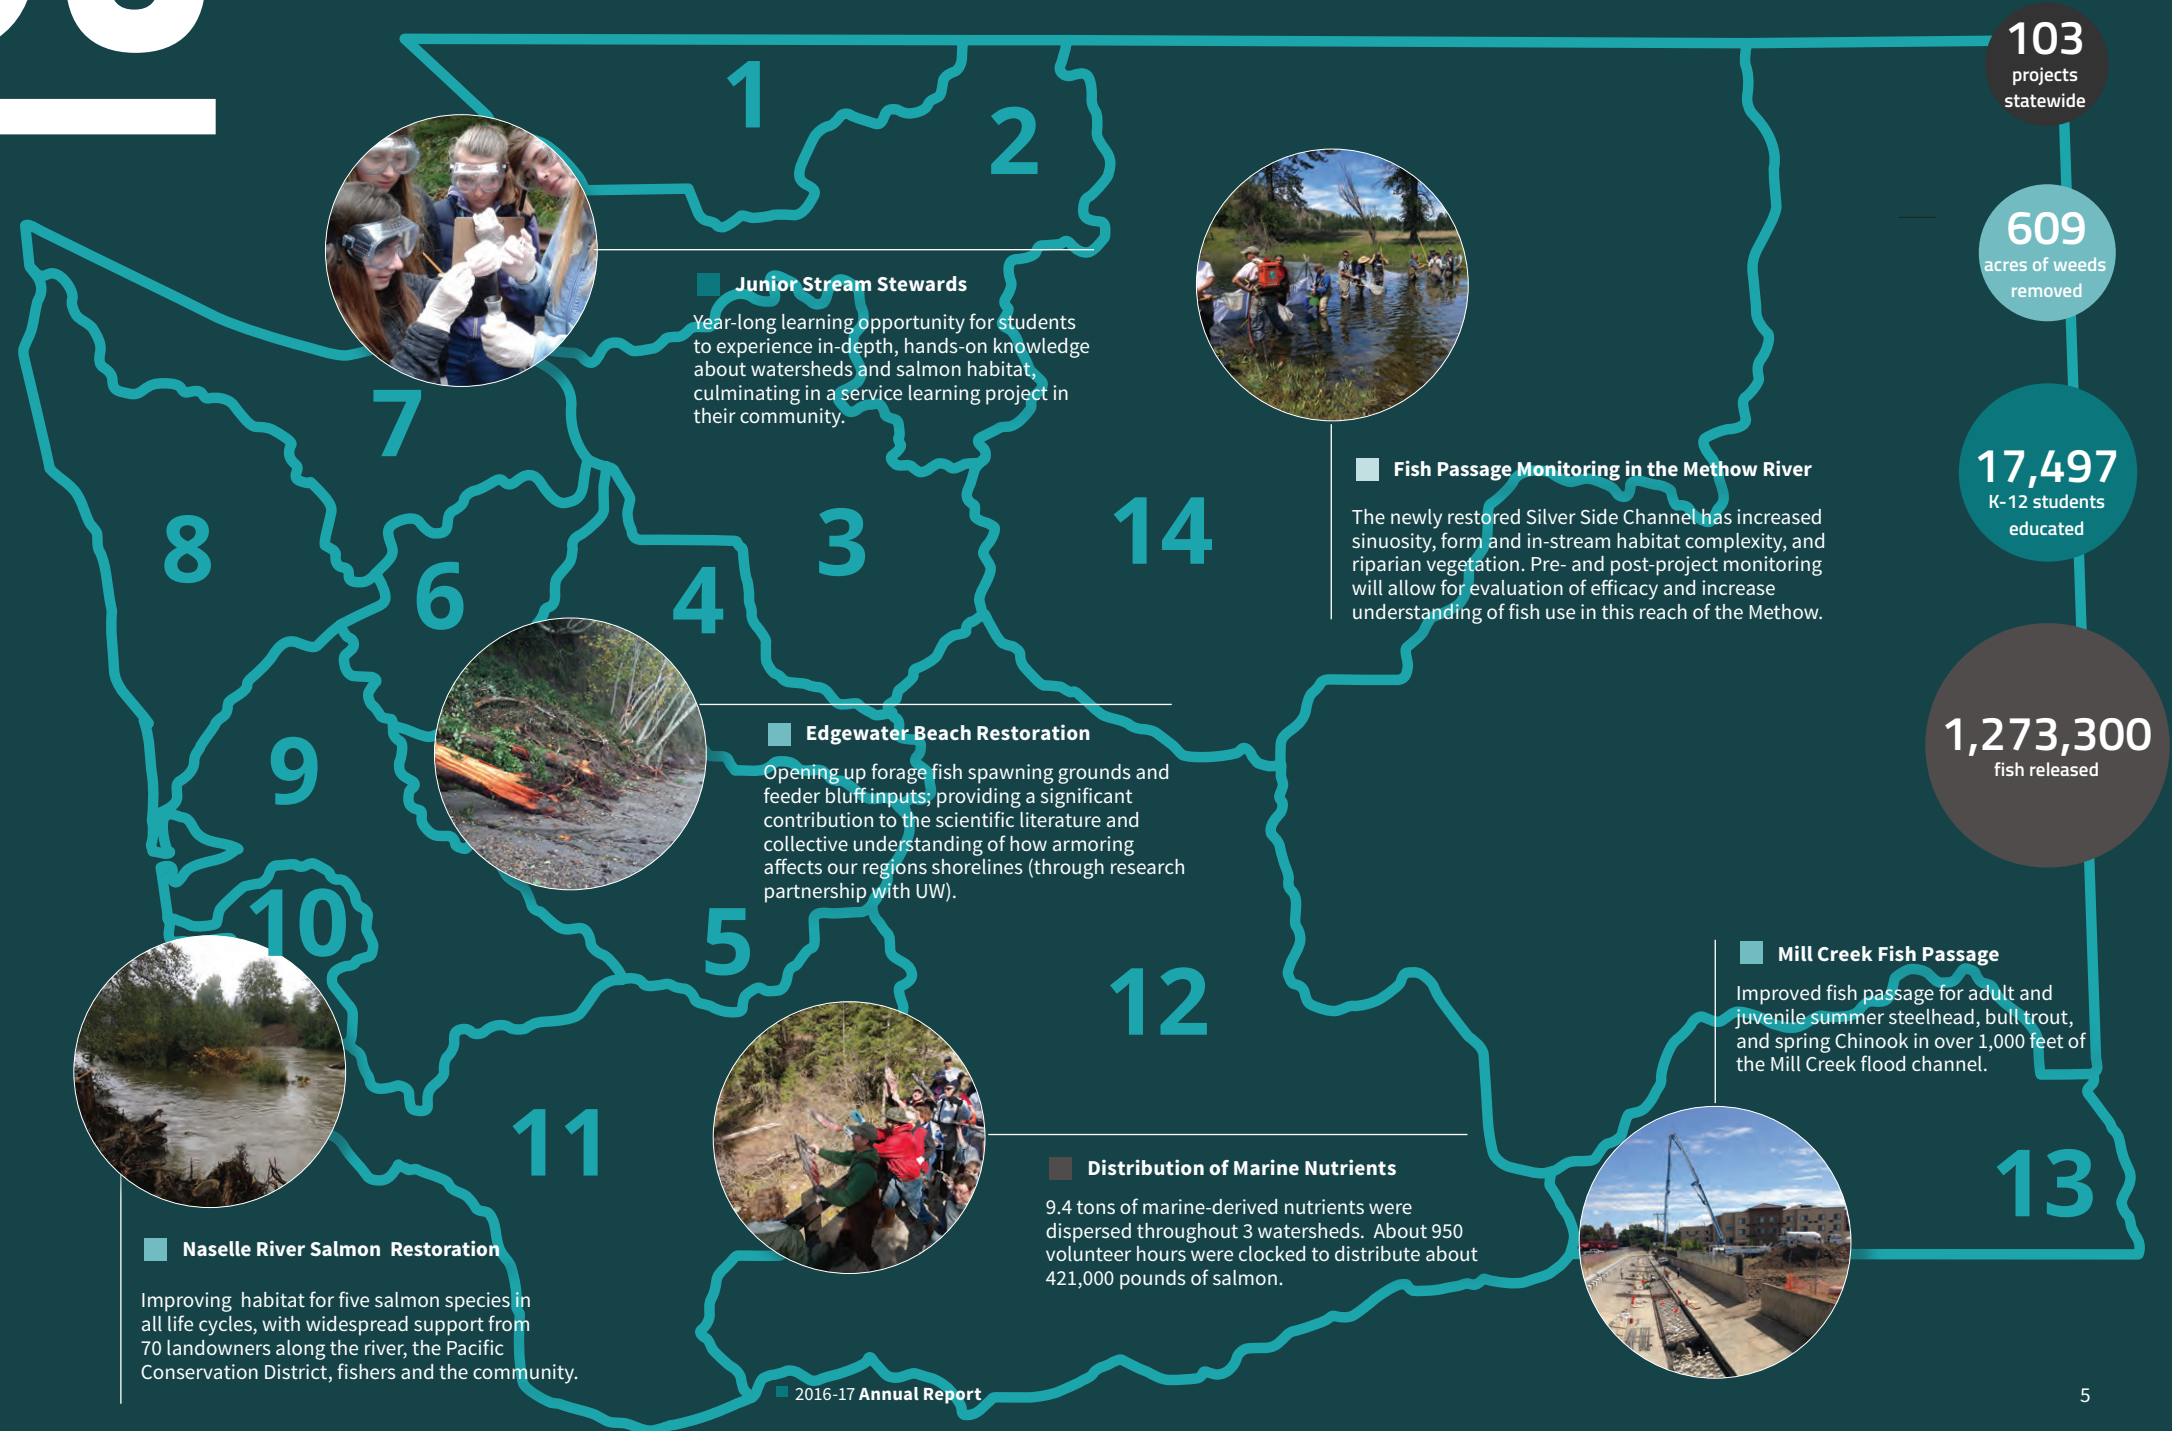 1
2
103
projects
statewide
609
acres of weeds
removed
Junior Stream Stewards
Year-long learning opportunity for students
to experience in-depth, hands-on knowledge
about watersheds and salmon habitat,
culminating in a service learning project in
their community.
7
Fish Passage Monitoring in the Methow River
The newly restored Silver Side Channel has increased
sinuosity, form and in-stream habitat complexity, and
riparian vegetation. Pre- and post-project monitoring
will allow for evaluation of efficacy and increase
understanding of fish use in this reach of the Methow.
17,497
K-12 students
educated
8
6
4
3
14
1,273,300
fish released
Edgewater Beach Restoration
Opening up forage fish spawning grounds and
feeder bluff inputs; providing a significant
contribution to the scientific literature and
collective understanding of how armoring
affects our regions shorelines (through research
partnership with UW).
9
10
5
12
Mill Creek Fish Passage
Improved fish passage for adult and
juvenile summer steelhead, bull trout,
and spring Chinook in over 1,000 feet of
the Mill Creek flood channel.
11
13
Distribution of Marine Nutrients
9.4 tons of marine-derived nutrients were
dispersed throughout 3 watersheds. About 950
volunteer hours were clocked to distribute about
421,000 pounds of salmon.
Naselle River Salmon Restoration
Improving habitat for five salmon species in
all life cycles, with widespread support from
70 landowners along the river, the Pacific
Conservation District, fishers and the community.
2016-17 Annual Report
5